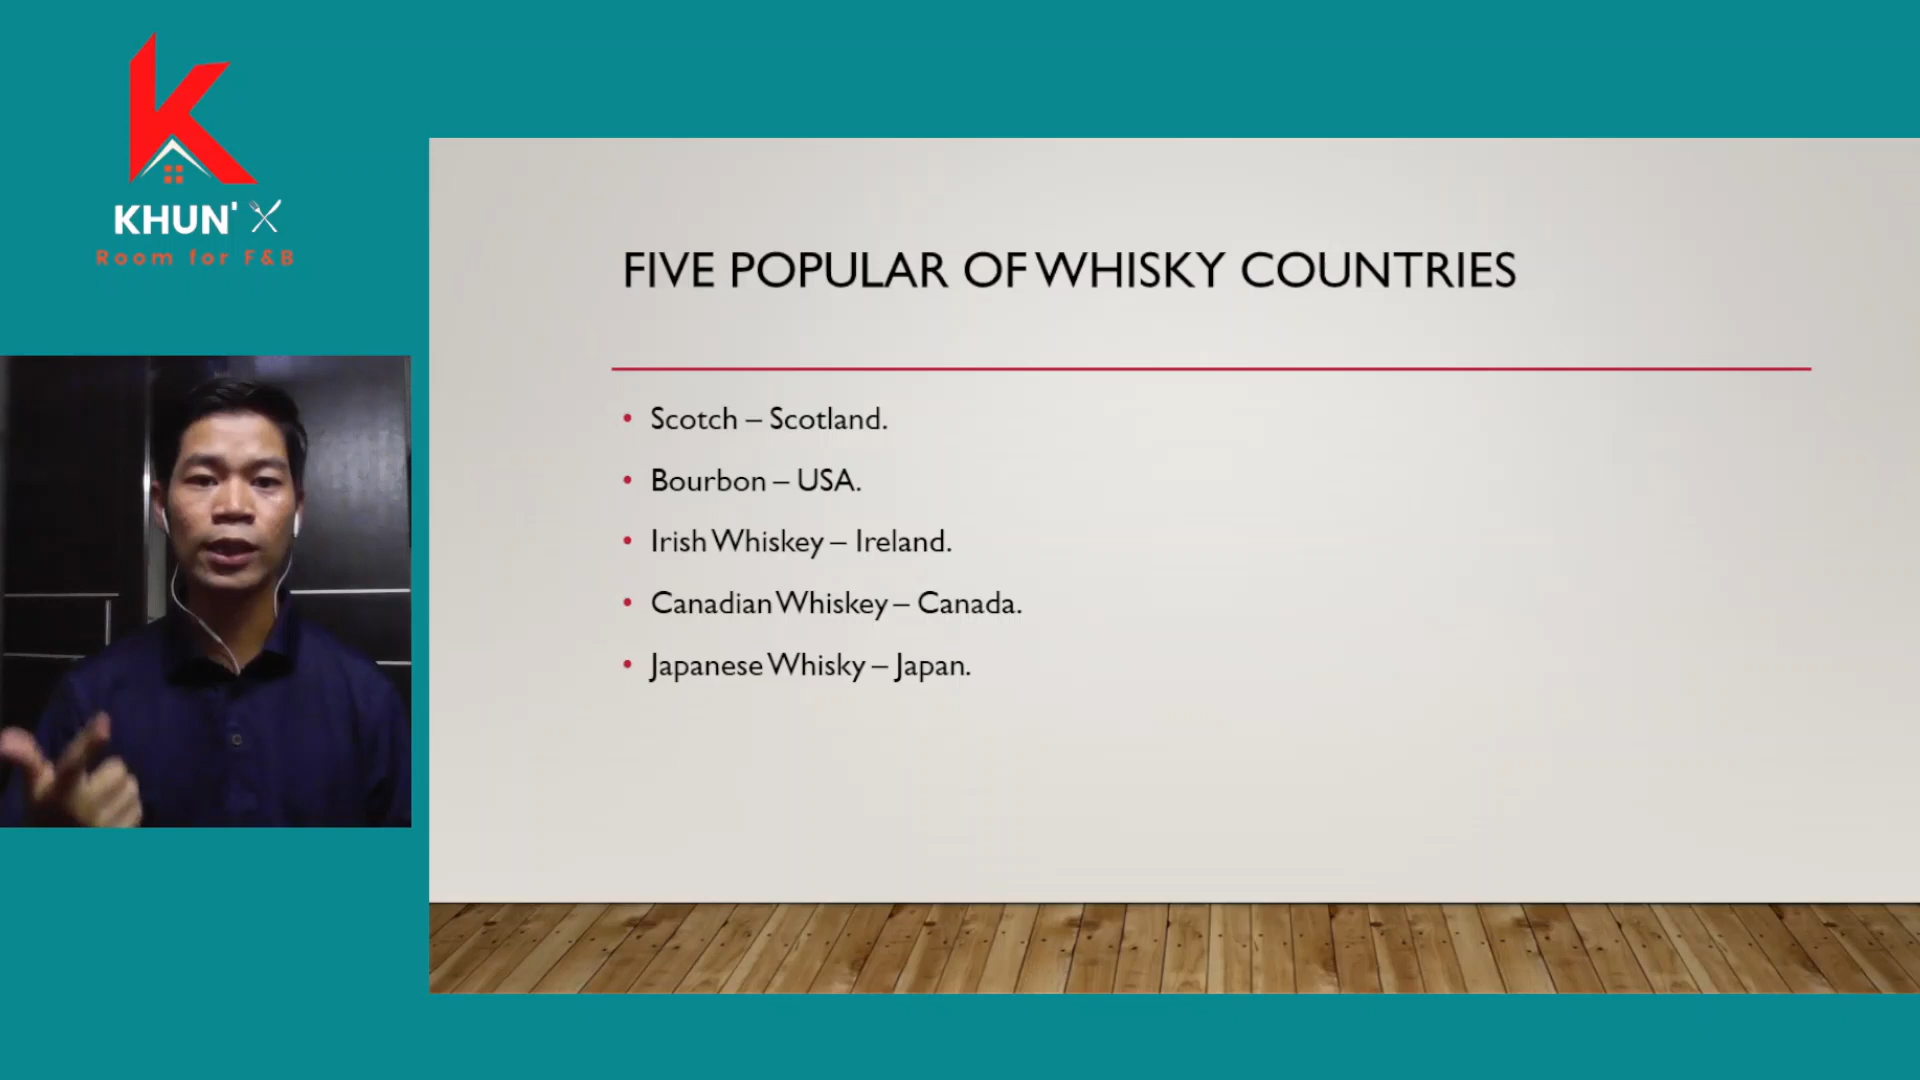 KHUN'
Room for F&B
FIVE POPULAR OF WHISKY COUNTRIES
• Scotch – Scotland.
• Bourbon – USA.
• Irish Whiskey – Ireland.
• Canadian Whiskey – Canada.
• Japanese Whisky – Japan.